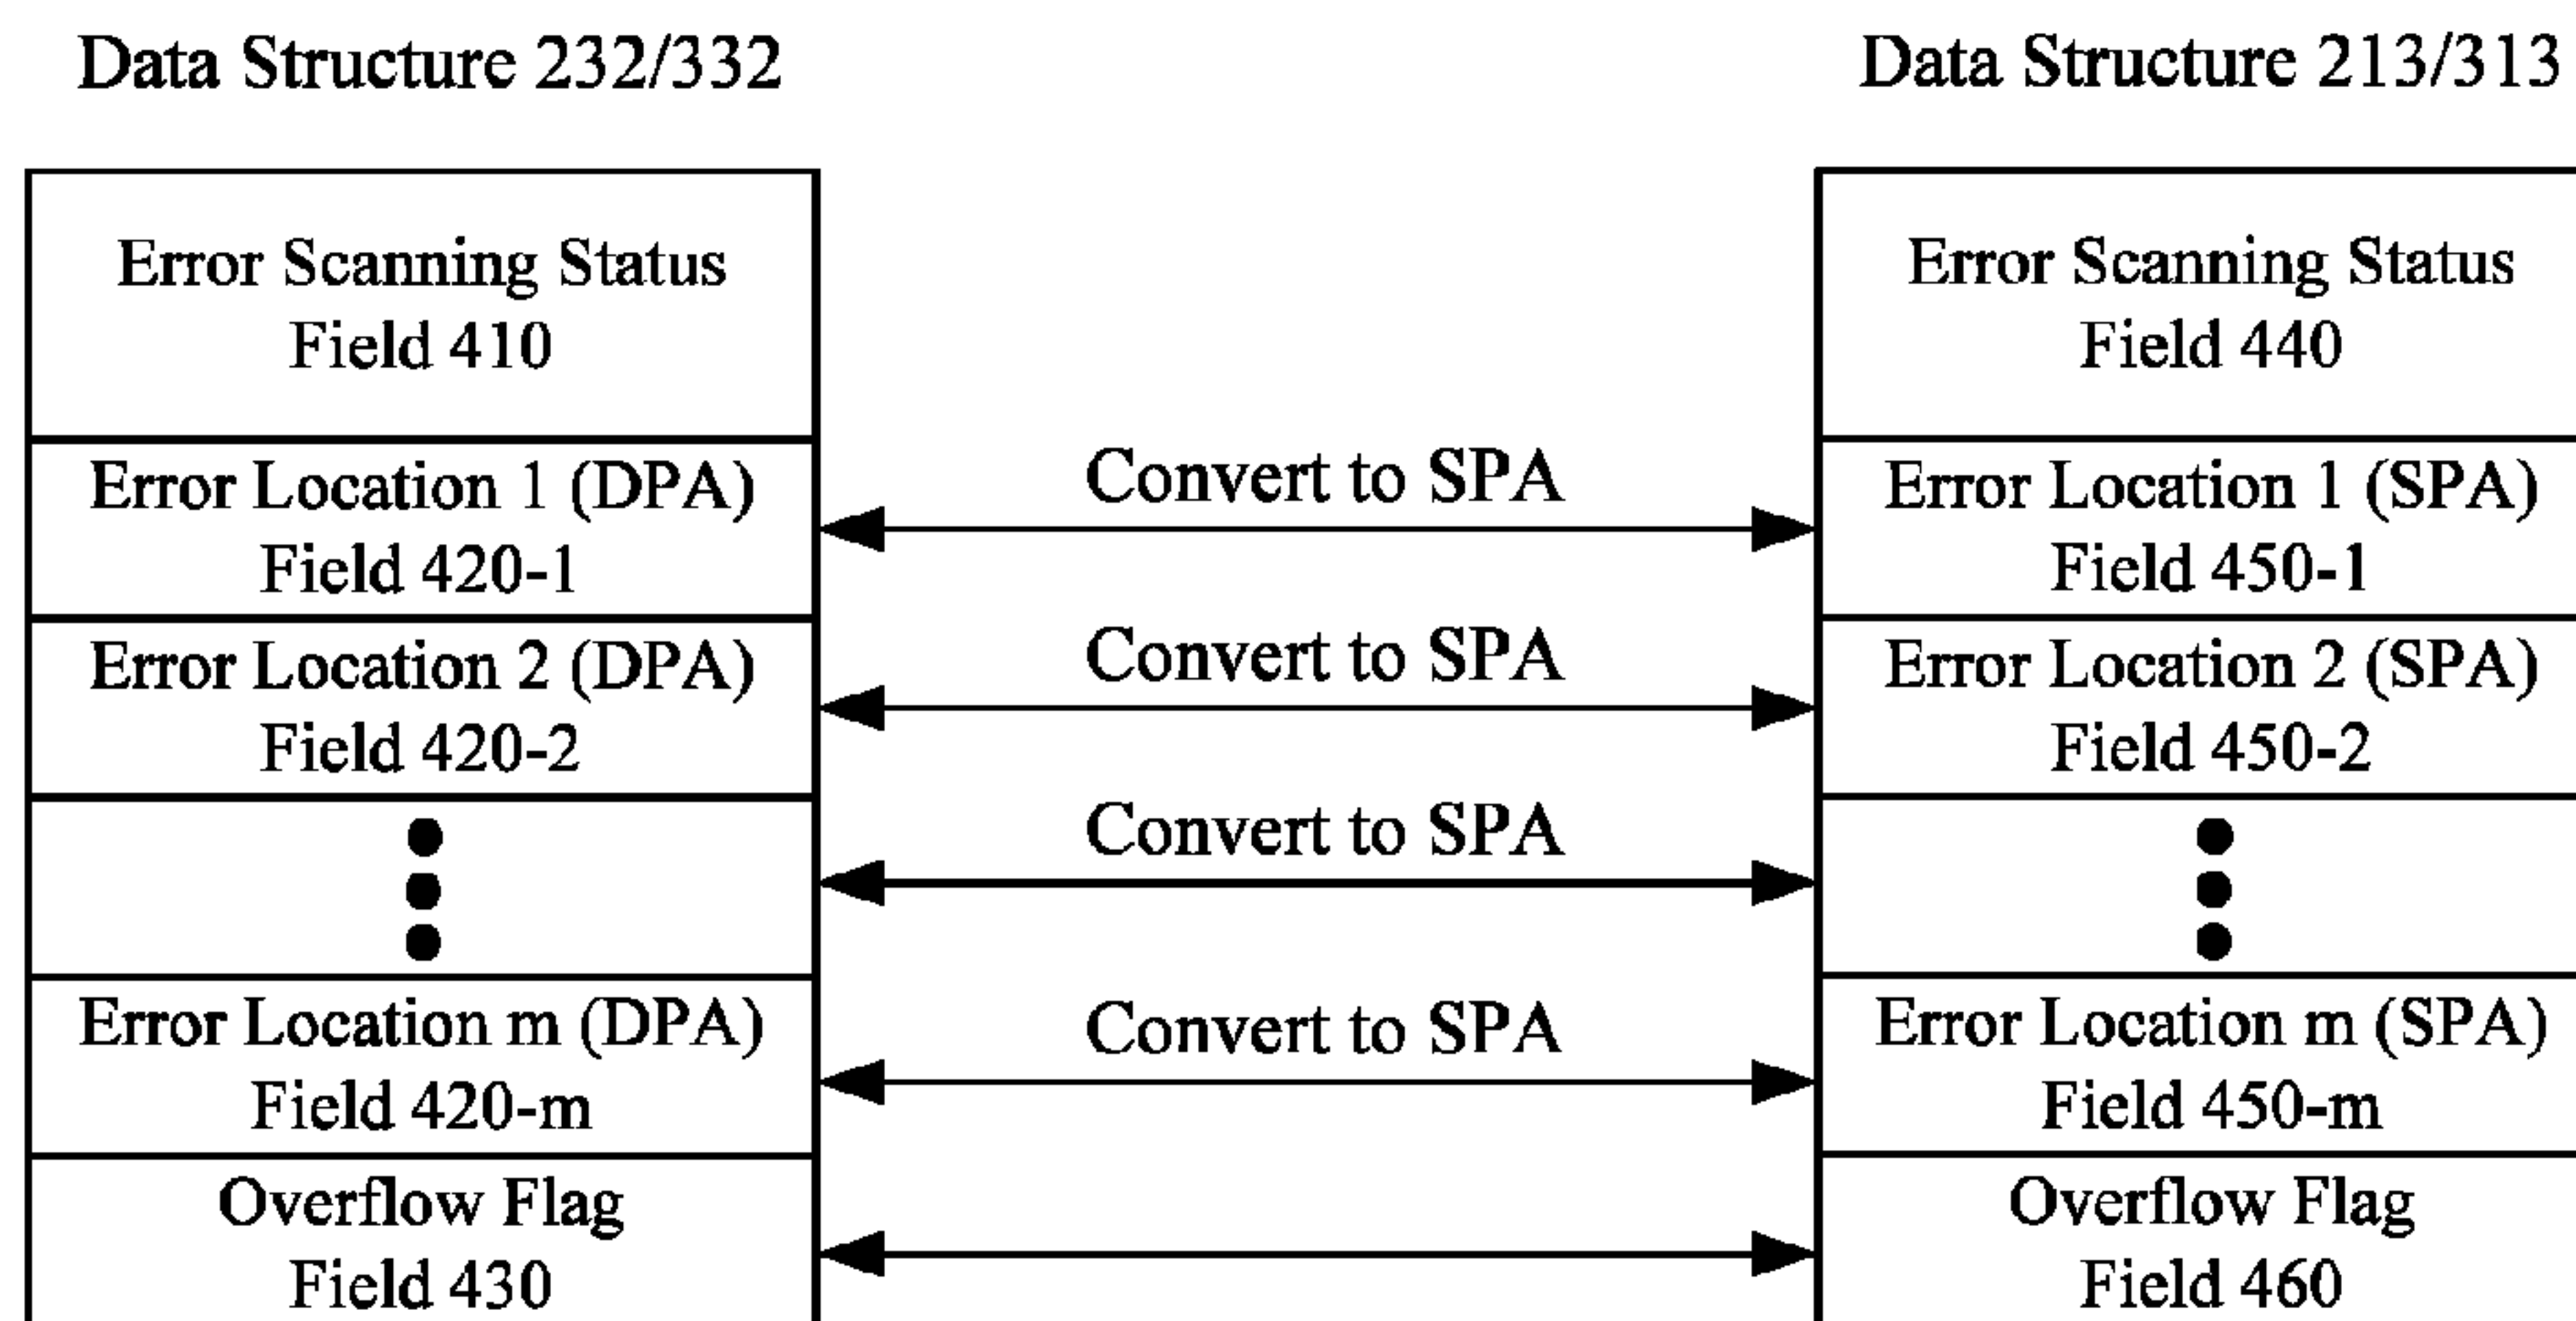 Data Structure 232/332
Error Scanning Status
Field 410
Error Location 1 (DPA)
Field 420-1
Error Location 2 (DPA)
Field 420-2
Error Location m (DPA)
Field 420-m
Overflow Flag
Field 430
Convert to SPA
Convert to SPA
Convert to SPA
Convert to SPA
Data Structure 213/313
Error Scanning Status
Field 440
Error Location 1 (SPA)
Field 450-1
Error Location 2 (SPA)
Field 450-2
Error Location m (SPA)
Field 450-m
Overflow Flag
Field 460